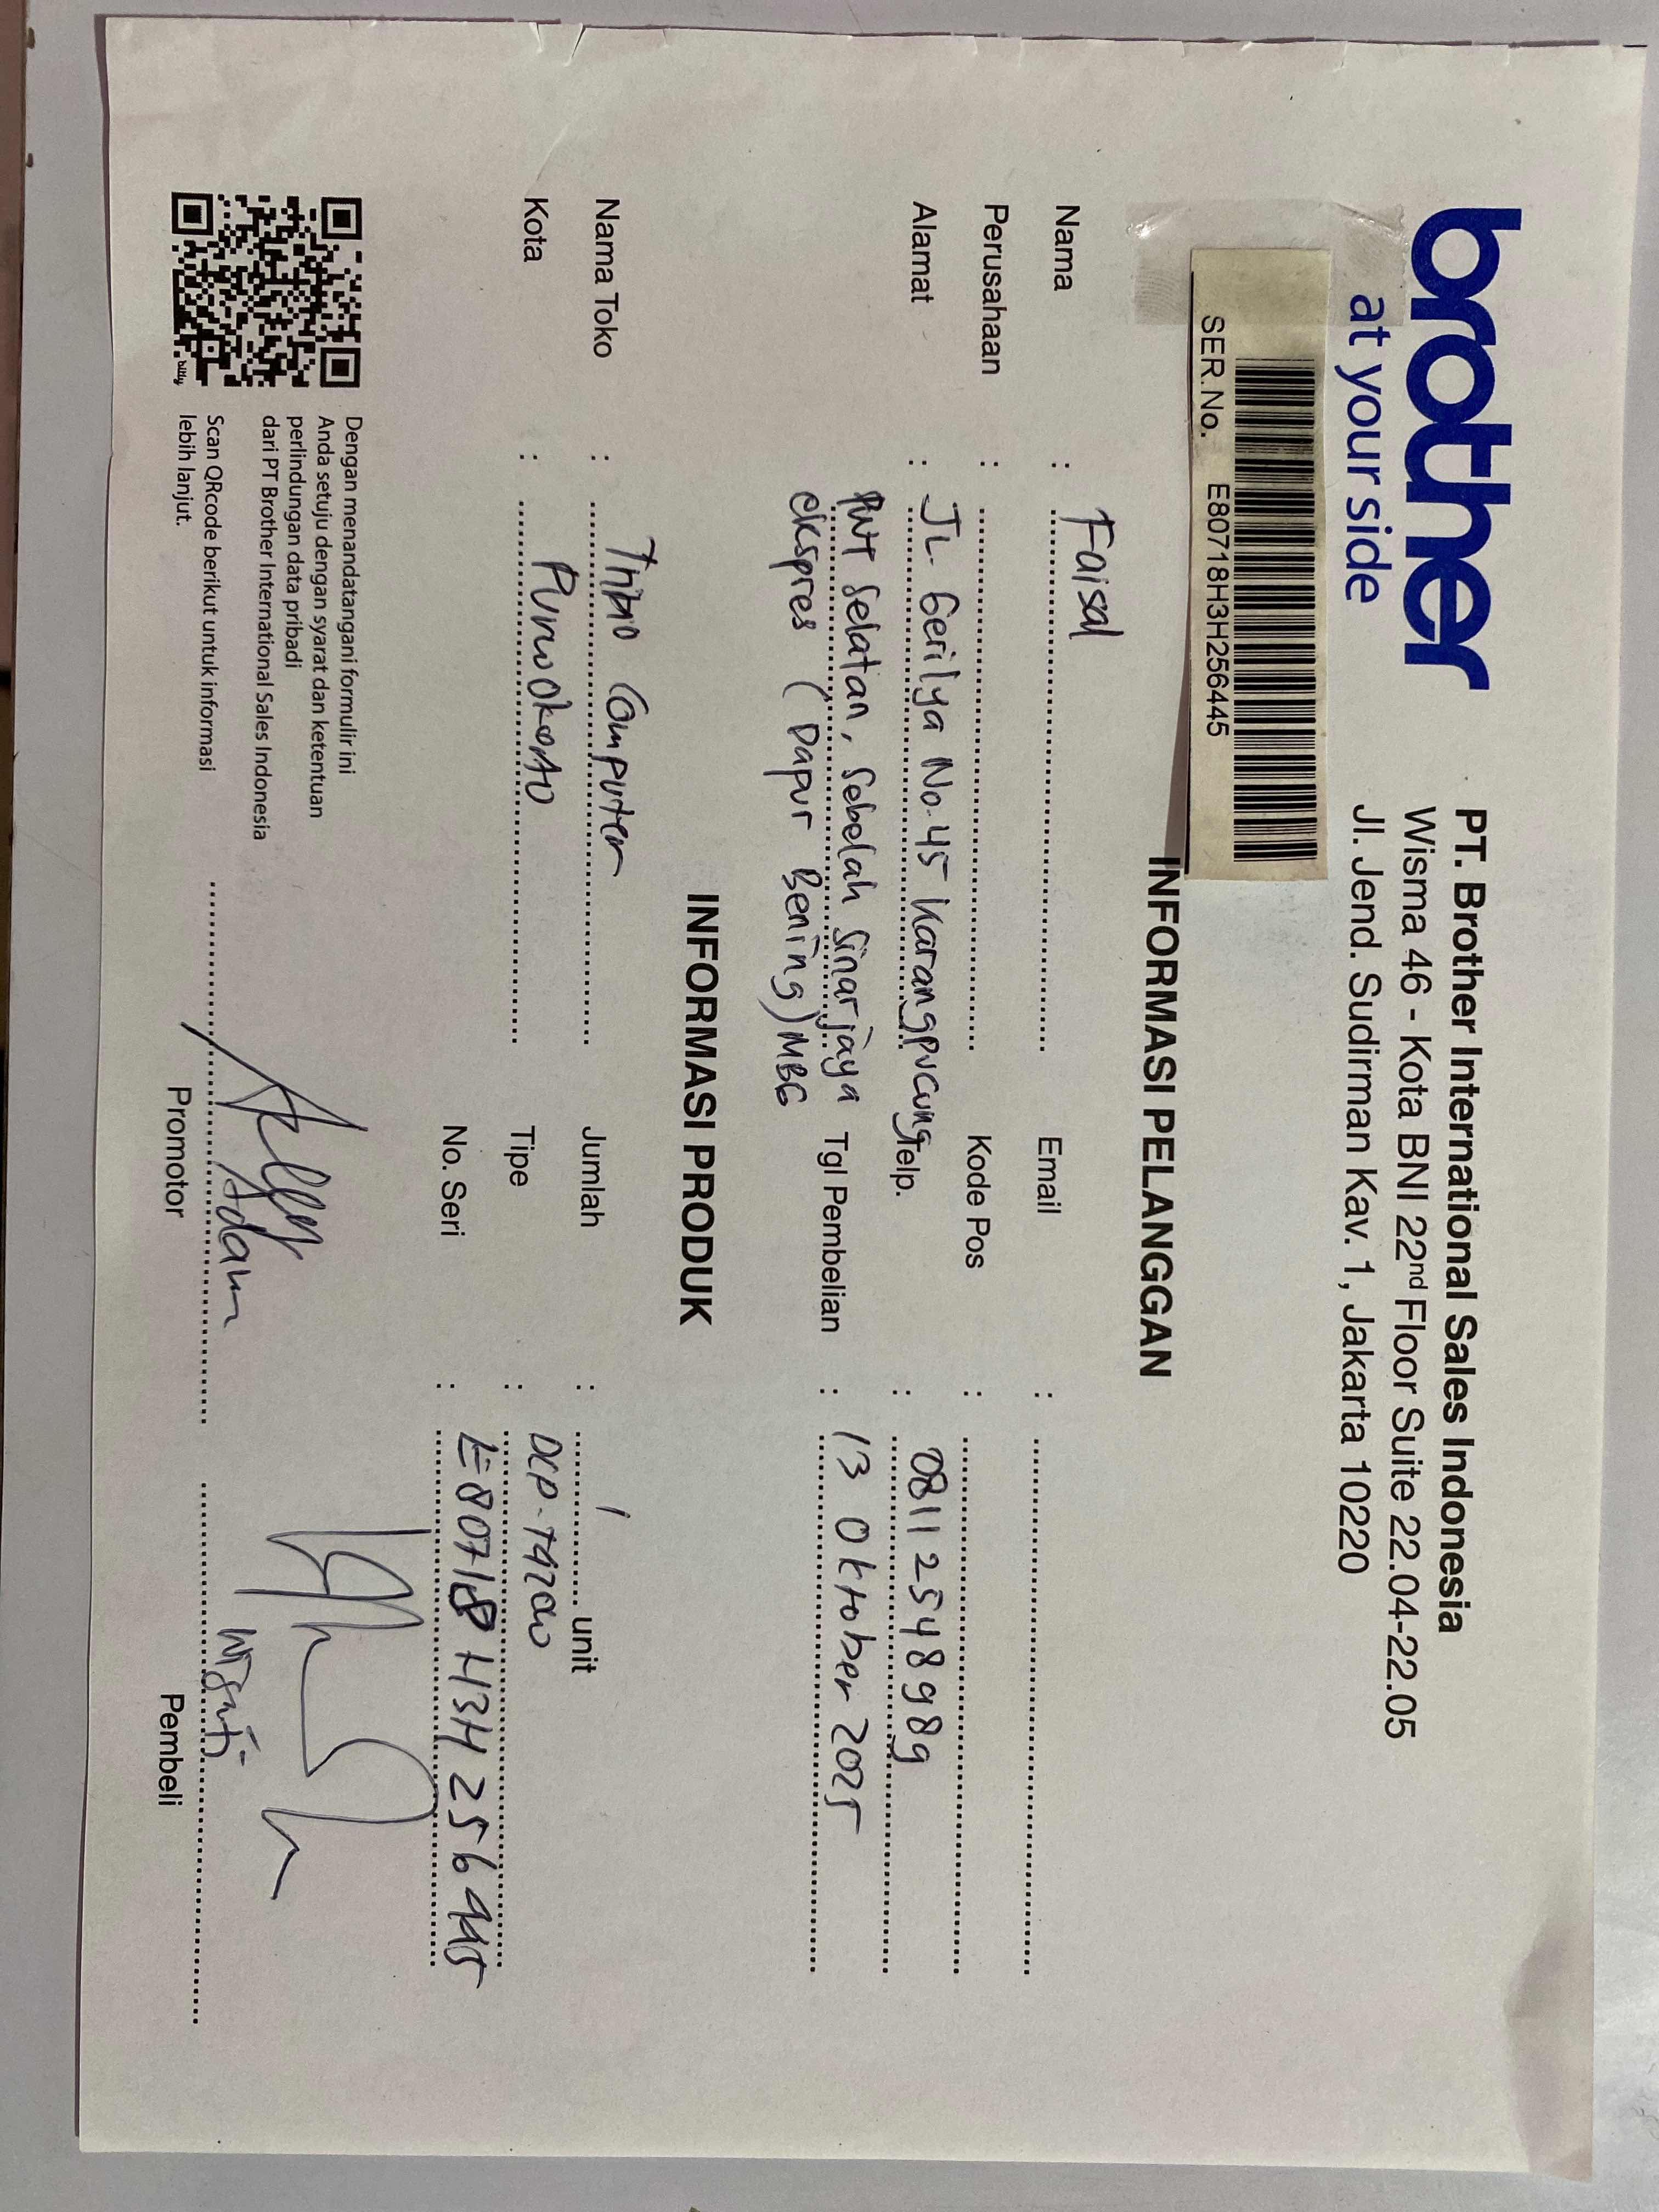 brother
at your side
PT. Brother International Sales Indonesia
Wisma 46 - Kota BNI 22nd Floor Suite 22.04-22.05
Jl. Jend. Sudirman Kav. 1, Jakarta 10220
SER.No. E80718H3H256445
INFORMASI PELANGGAN
Nama : Faisal
Email :
Perusahaan :
Kode Pos :
Alamat : JL. Gerilya No.45 Karangpucung
Telp. : 0811 2548989
PWT Selatan, Sebelah Sinarjaya
Tgl Pembelian : 13 Oktober 2025
ekspres (Dapur Bening) MBG
INFORMASI PRODUK
Nama Toko : Computer
Jumlah : 1 unit
Kota : Purwokerto
Tipe : DCP-T420W
No. Seri : E80718H3H256445
Dengan menandatangani formulir ini
Anda setuju dengan syarat dan ketentuan
perlindungan data pribadi
dari PT Brother International Sales Indonesia
Scan QRcode berikut untuk informasi
lebih lanjut.
bitly
Adam
Promotor
Pembeli